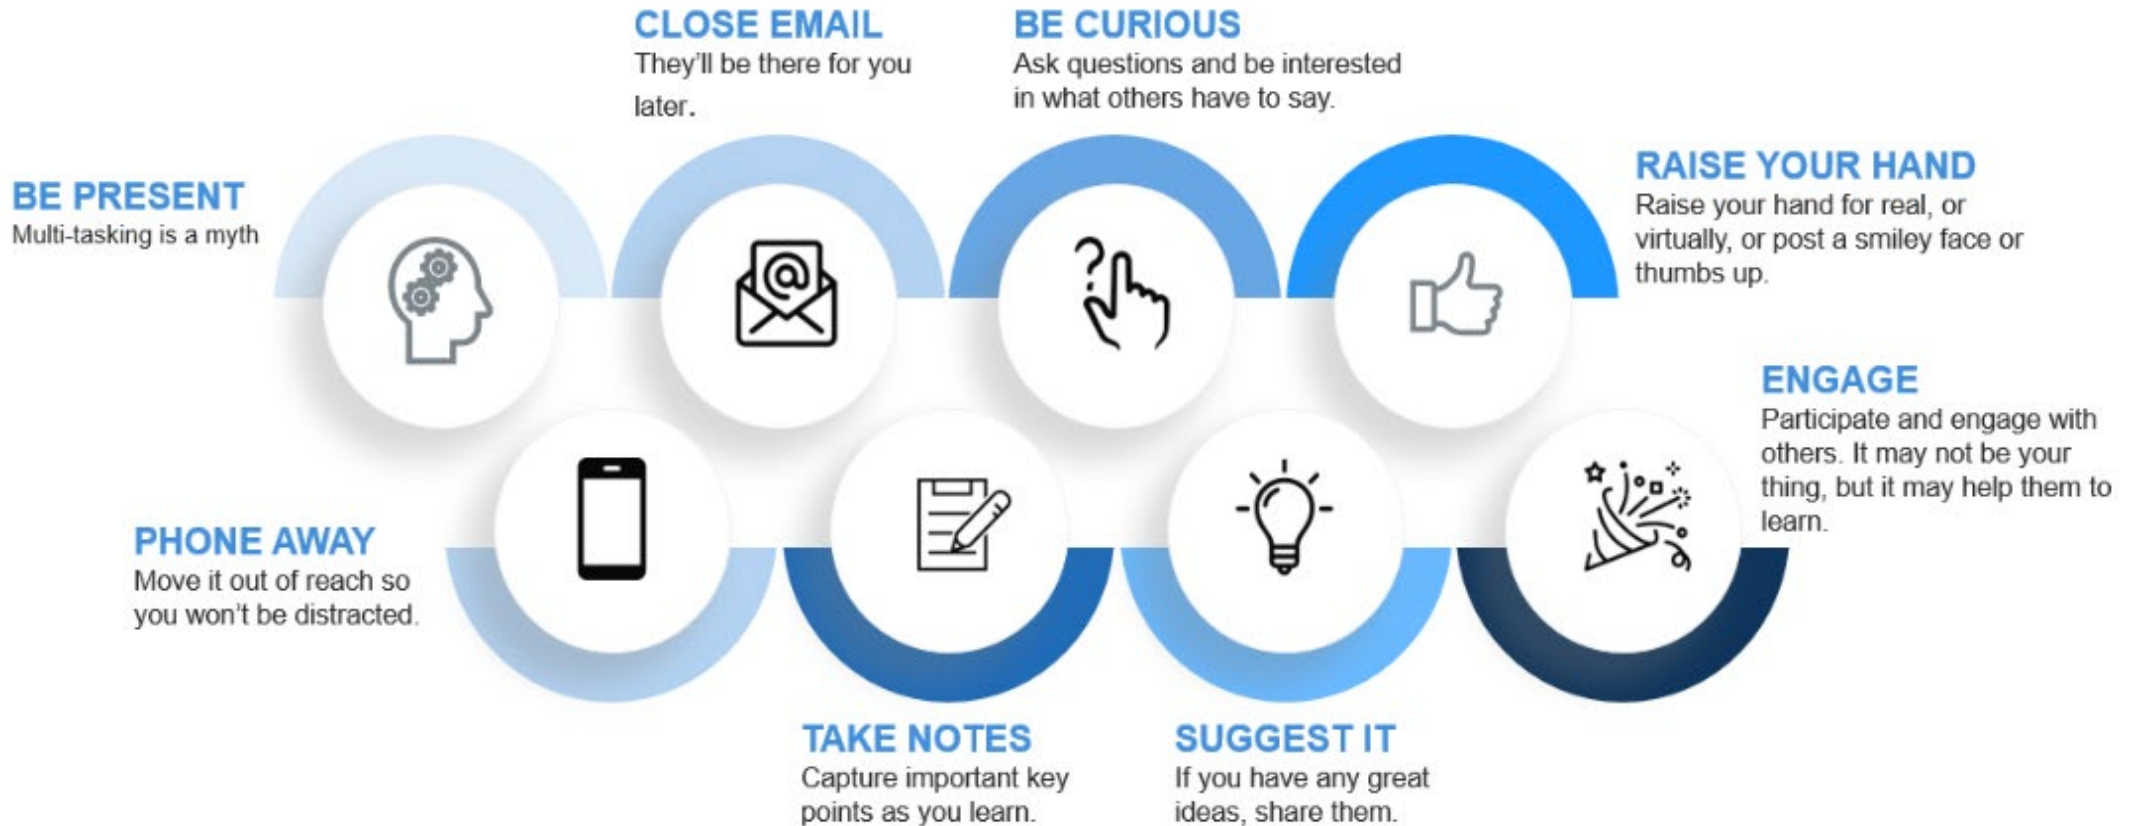 BE PRESENT
Multi-tasking is a myth
PHONE AWAY
Move it out of reach so
you won't be distracted.
CLOSE EMAIL
They'll be there for you
later.
TAKE NOTES
Capture important key
points as you learn.
BE CURIOUS
Ask questions and be interested
in what others have to say.
SUGGEST IT
If you have any great
ideas, share them.
RAISE YOUR HAND
Raise your hand for real, or
virtually, or post a smiley face or
thumbs up.
ENGAGE
Participate and engage with
others. It may not be your
thing, but it may help them to
learn.
@
?